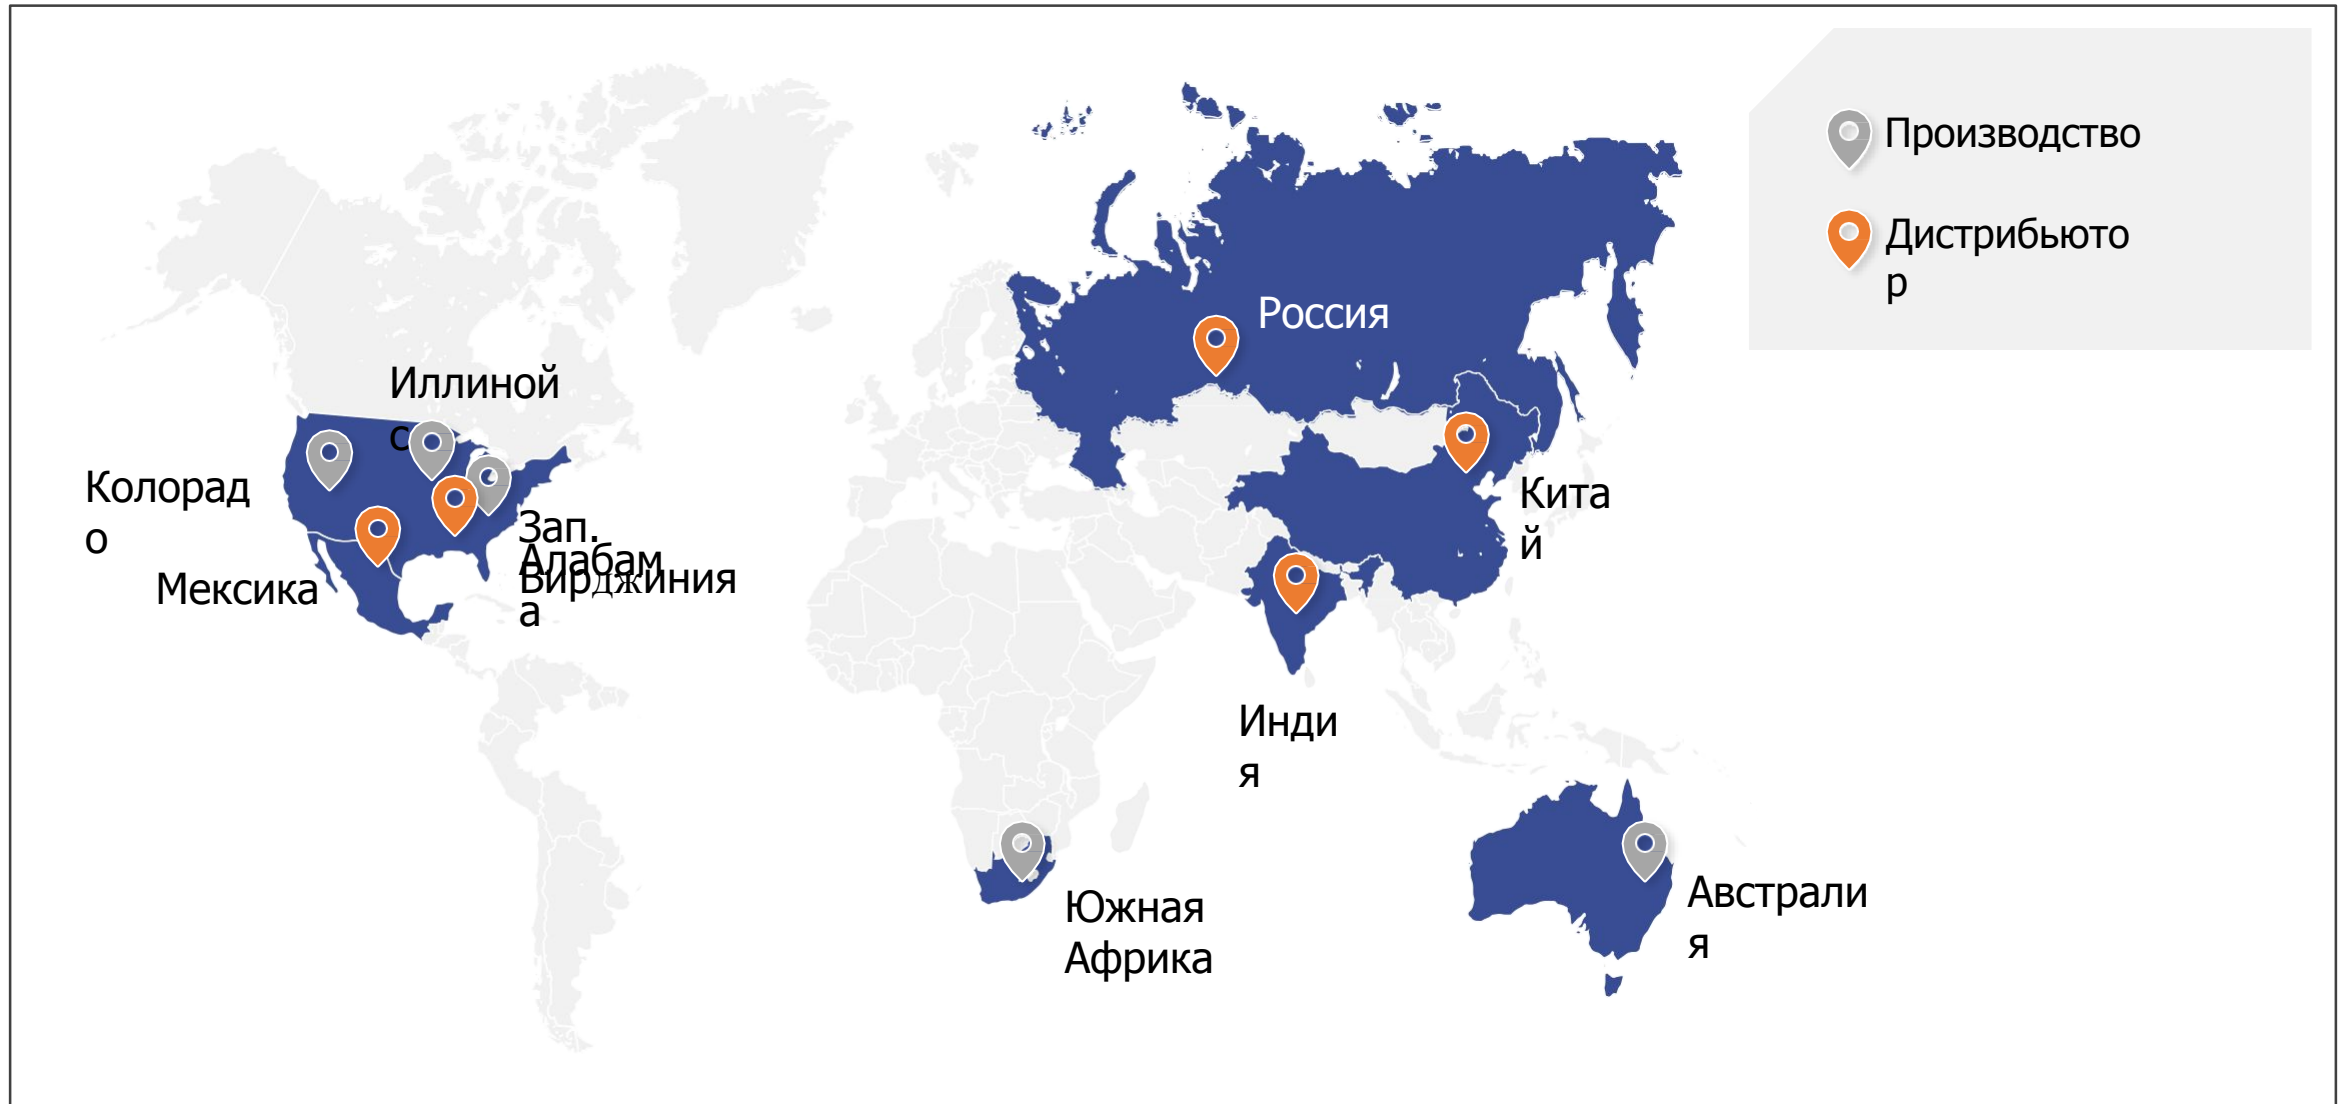 Производство
Дистрибьюто
р
Россия
Иллиной
с
Колорад
о
Кита
й
Зап.
Вирджиния
Алабам
а
Мексика
Инди
я
Южная
Африка
Австрали
я